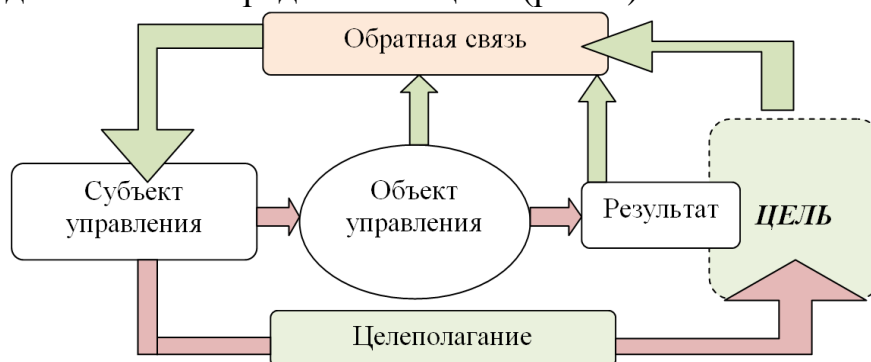 Обратная связь
Субъект
управления
Объект
управления
Результат
ЦЕЛЬ
Целеполагание